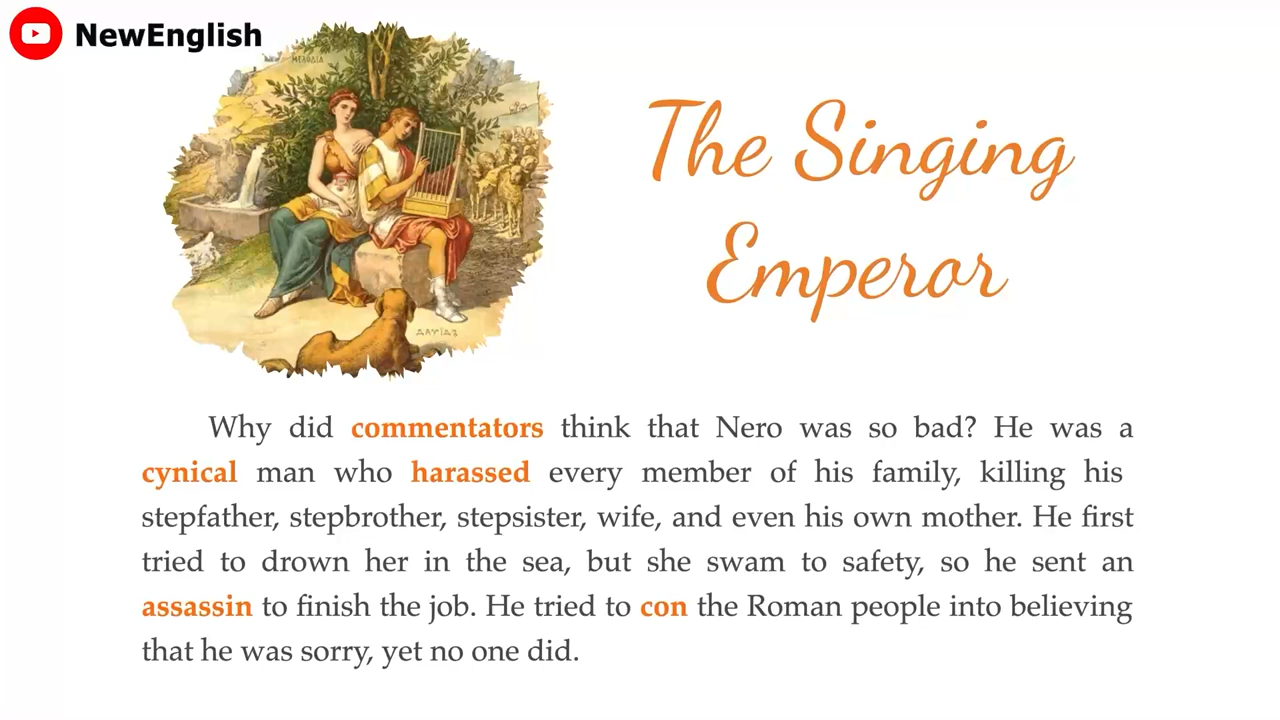 NewEnglish
ΜΕΛΩΔΙΑ
The Singing
Emperor
ΔΑΥΪΔ
Why did commentators think that Nero was so bad? He was a
cynical man who harassed every member of his family, killing his
stepfather, stepbrother, stepsister, wife, and even his own mother. He first
tried to drown her in the sea, but she swam to safety, so he sent an
assassin to finish the job. He tried to con the Roman people into believing
that he was sorry, yet no one did.